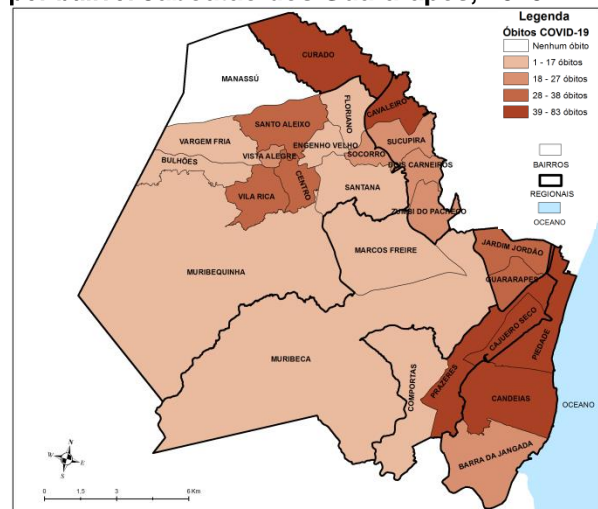 Legenda
Óbitos COVID-19
Nenhum óbito
1 - 17 óbitos
18 - 27 óbitos
28 - 38 óbitos
39 - 83 óbitos
BAIRROS
REGIONAIS
OCEANO
CURADO
MANASSÚ
FLORIANO
CAVALEIRO
SANTO ALEIXO
SUCUPIRA
VARGEM FRIA
ENGENHO VELHO
BULHÕES
VISTA ALEGRE
SOCORRO
DOIS CARNEIROS
CENTRO
VILA RICA
SANTANA
ZUMBI DO PACHECO
MARCOS FREIRE
JARDIM JORDÃO
MURIBEQUINHA
GUARARAPES
CAJUEIRO SECO
PIEDADE
MURIBECA
COMPORTAS
PRAZERES
CANDEIAS
OCEANO
BARRA DA JANGADA
N
W E
S
0 1,5 3 6 Km